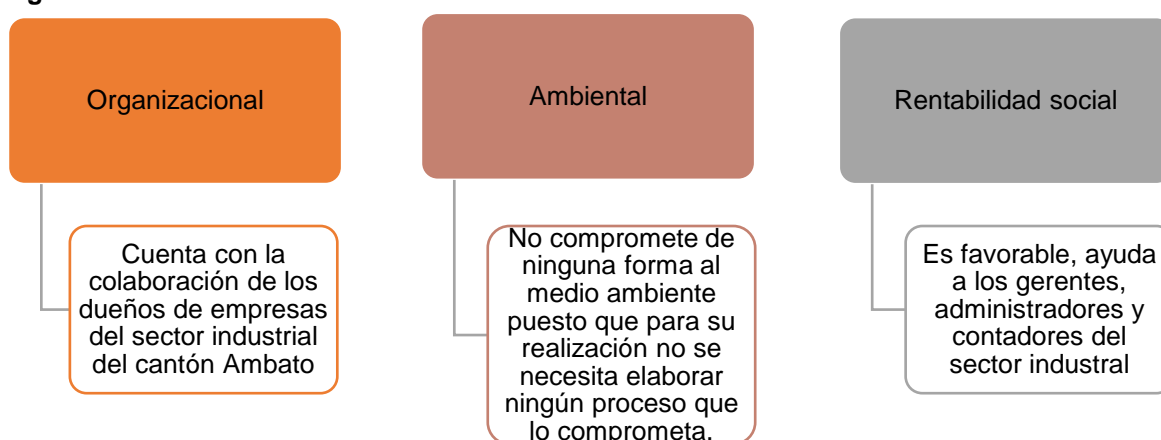 Organizacional
Cuenta con la
colaboración de los
dueños de empresas
del sector industrial
del cantón Ambato
Ambiental
No compromete de
ninguna forma al
medio ambiente
puesto que para su
realización no se
necesita elaborar
ningún proceso que
lo comprometa.
Rentabilidad social
Es favorable, ayuda
a los gerentes,
administradores y
contadores del
sector industral